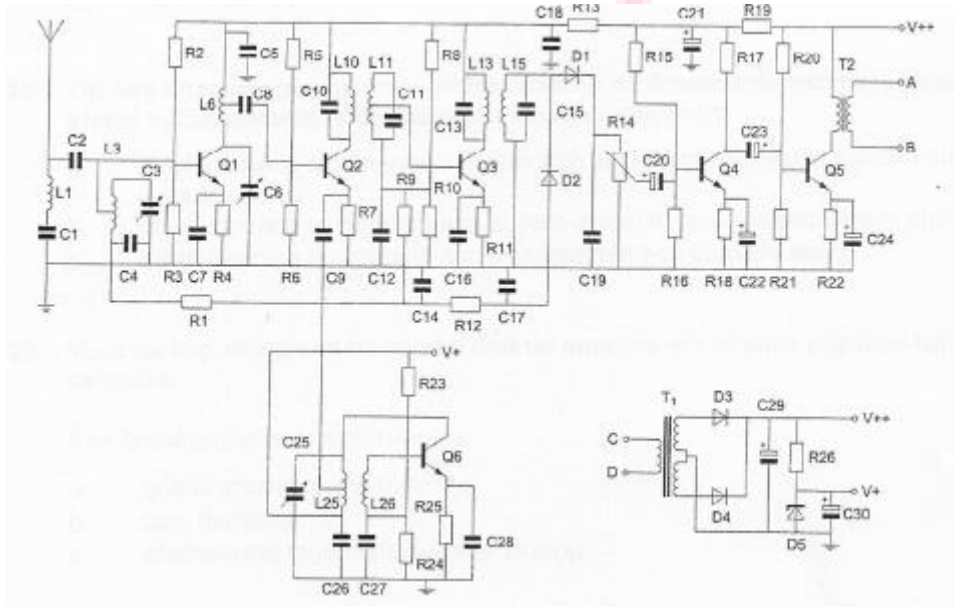 C18 R13 C21 R19
V++
R2 C5 R5 L10 L11 R8 L13 L15 D1 R15 R17 R20 T2
A
L6 C10 C11 C13 C15 R14
C2 L3 C3 Q1 Q2 Q3 D2 C20 C23 Q4 Q5 B
L1 C6 R9 R10 R7 R11
C1 C24
C4 R3 C7 R4 R6 C9 C12 C16 C19 R16 R18 C22 R21 R22
R1 C14 R12 C17
V+
R23
T1 D3 C29 V++
C25 Q6 C R26
D
L25 L26 R25 D4 V+
C30
R24 C28 D5
C26 C27